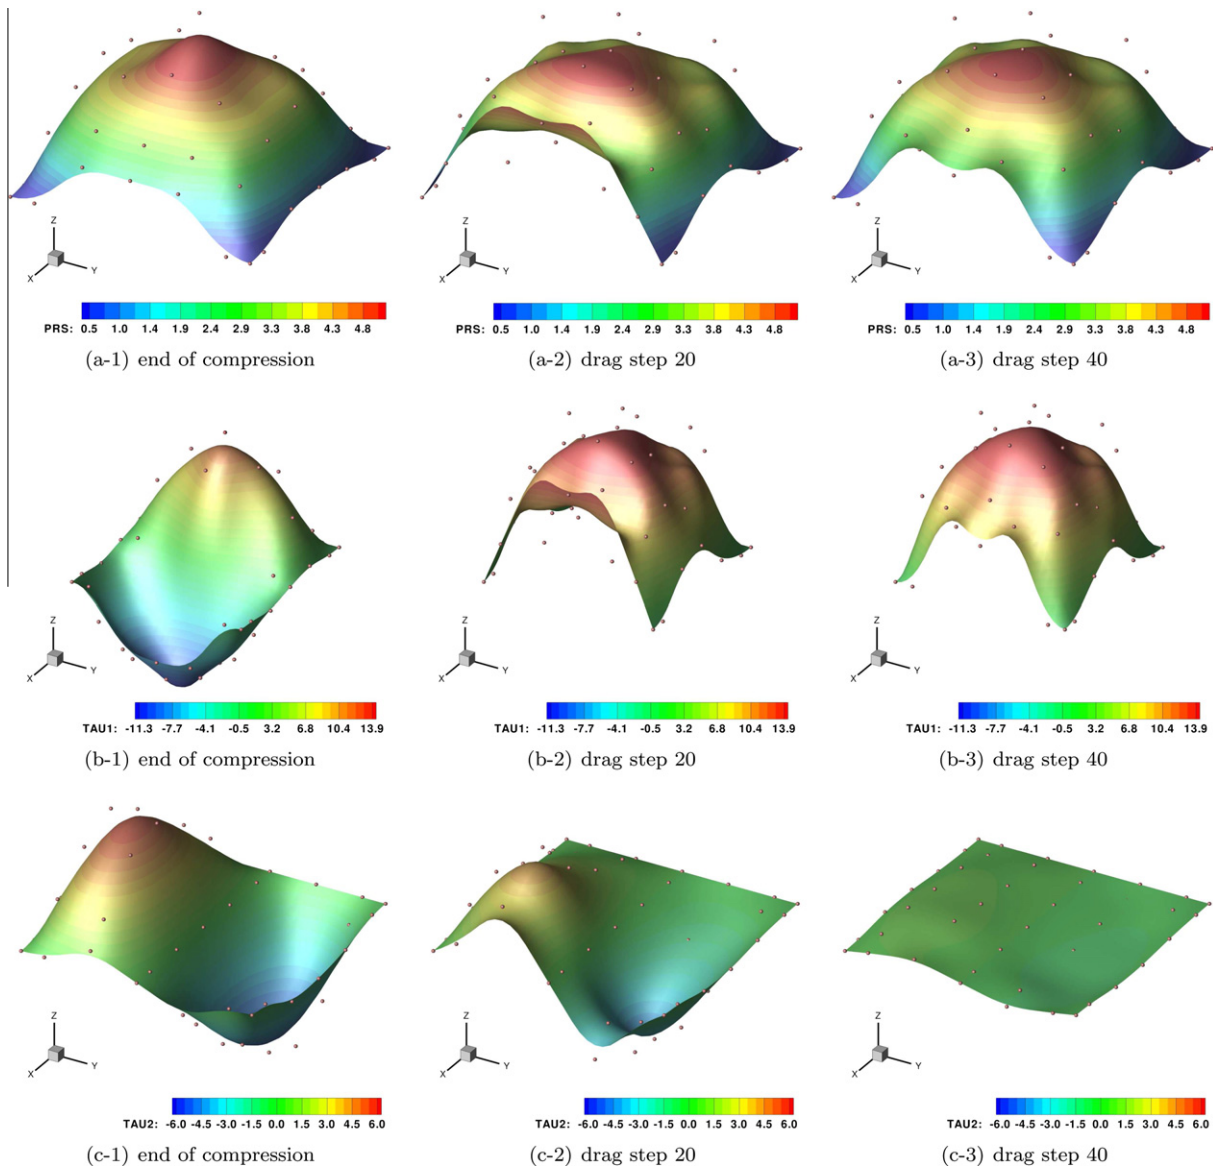 Z Z Z
X Y X Y X Y
PRS: 0.5 1.0 1.4 1.9 2.4 2.9 3.3 3.8 4.3 4.8 PRS: 0.5 1.0 1.4 1.9 2.4 2.9 3.3 3.8 4.3 4.8 PRS: 0.5 1.0 1.4 1.9 2.4 2.9 3.3 3.8 4.3 4.8
(a-1) end of compression (a-2) drag step 20 (a-3) drag step 40
Z Z Z
X Y X Y X Y
TAU1: -11.3 -7.7 -4.1 -0.5 3.2 6.8 10.4 13.9 TAU1: -11.3 -7.7 -4.1 -0.5 3.2 6.8 10.4 13.9 TAU1: -11.3 -7.7 -4.1 -0.5 3.2 6.8 10.4 13.9
(b-1) end of compression (b-2) drag step 20 (b-3) drag step 40
Z Z Z
X Y X Y X Y
TAU2: -6.0 -4.5 -3.0 -1.5 0.0 1.5 3.0 4.5 6.0 TAU2: -6.0 -4.5 -3.0 -1.5 0.0 1.5 3.0 4.5 6.0 TAU2: -6.0 -4.5 -3.0 -1.5 0.0 1.5 3.0 4.5 6.0
(c-1) end of compression (c-2) drag step 20 (c-3) drag step 40